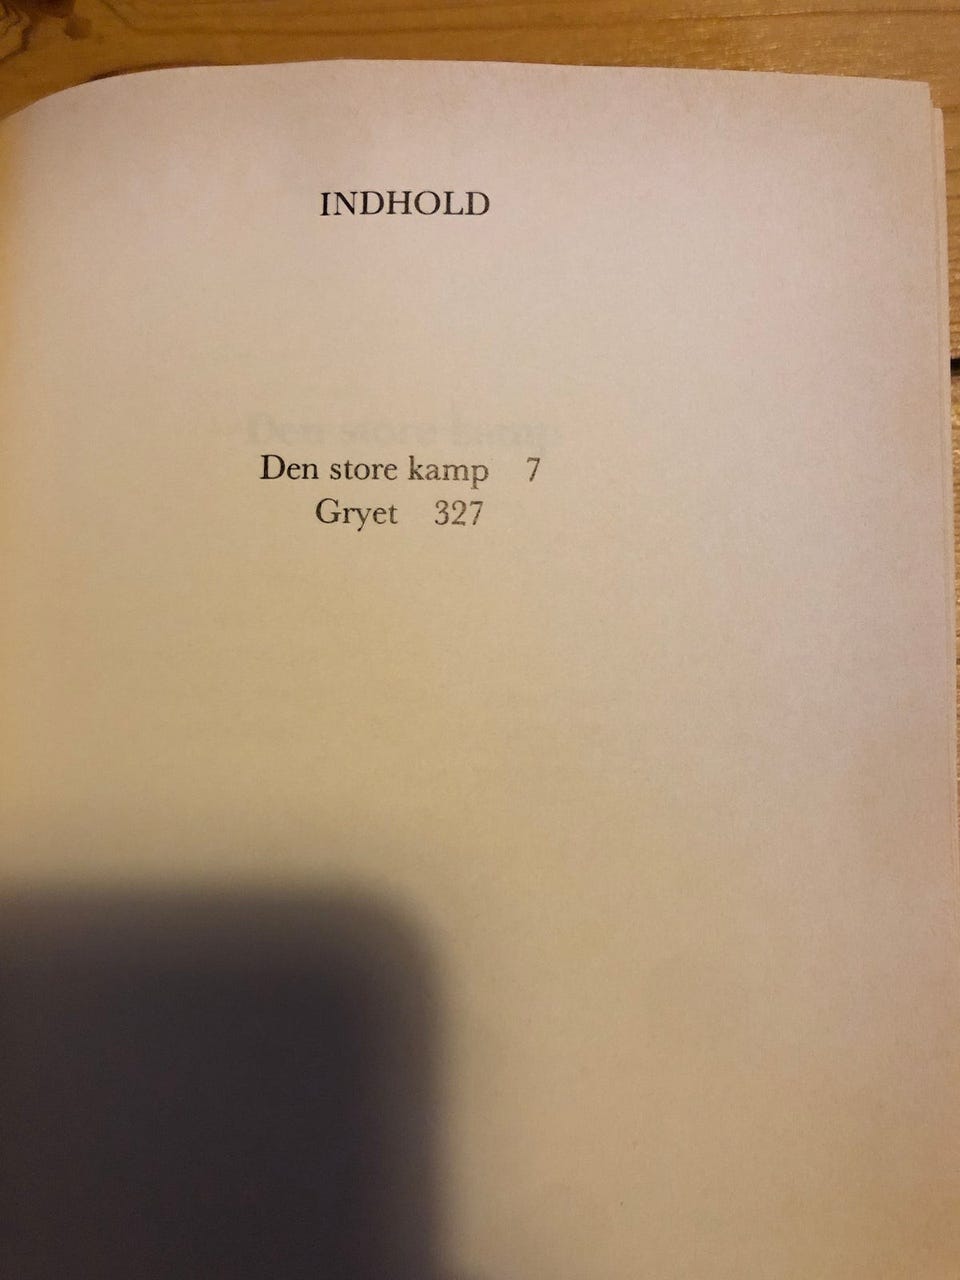 INDHOLD
Den store kamp 7
Gryet 327